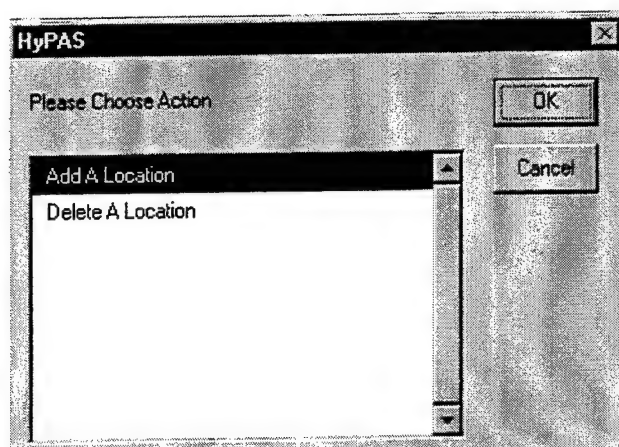 HyPAS
Please Choose Action
OK
Cancel
Add A Location
Delete A Location